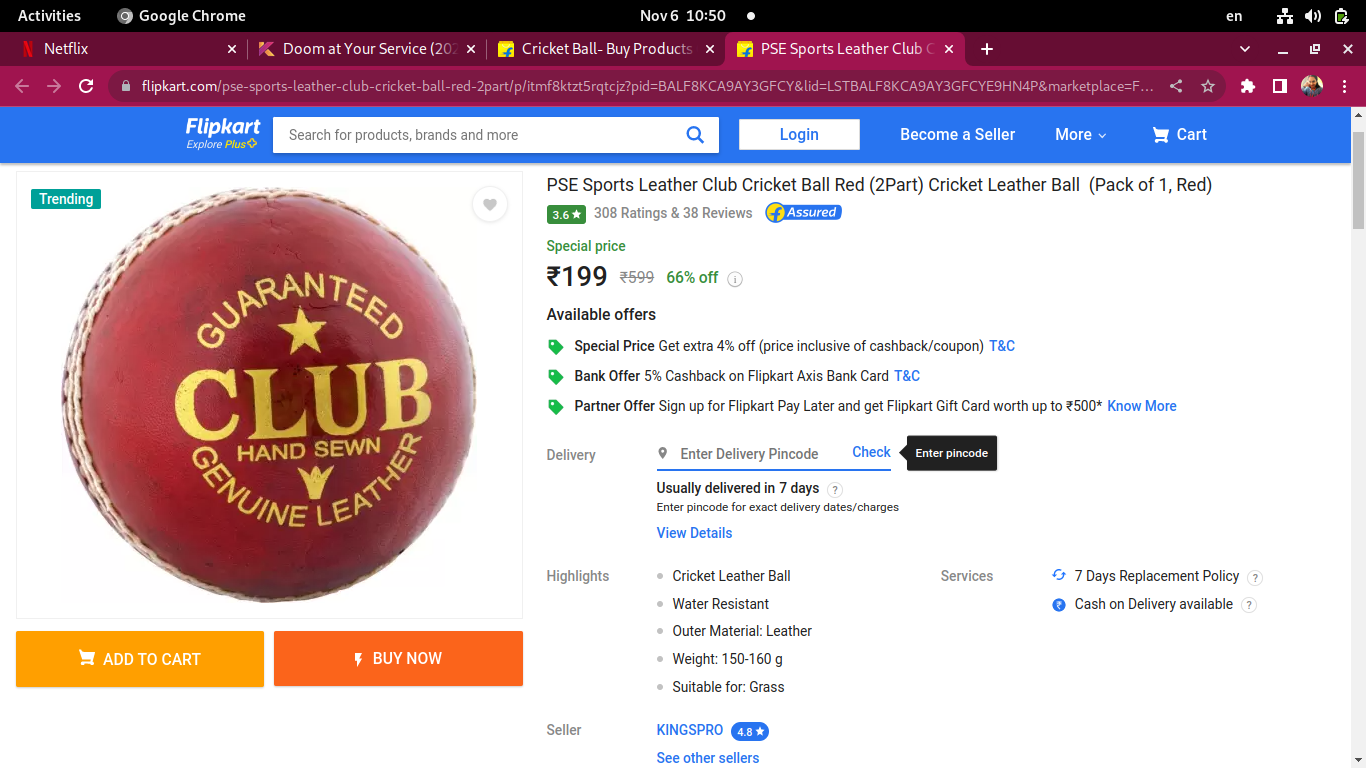 Activities
Google Chrome
Nov 6 10:50
en
Netflix
Doom at Your Service (202
Cricket Ball- Buy Products
PSE Sports Leather Club C
flipkart.com/pse-sports-leather-club-cricket-ball-red-2part/p/itmf8ktzt5rqtcjz?pid=BALF8KCA9AY3GFCY&lid=LSTBALF8KCA9AY3GFCYE9HN4P&marketplace=F...
Flipkart
Explore Plus
Search for products, brands and more
Login
Become a Seller
More
Cart
Trending
GUARANTEED
CLUB
HAND SEWN
GENUINE LEATHER
ADD TO CART
BUY NOW
PSE Sports Leather Club Cricket Ball Red (2Part) Cricket Leather Ball (Pack of 1, Red)
3.6 ★ 308 Ratings & 38 Reviews Assured
Special price
₹199 ₹599 66% off
Available offers
Special Price Get extra 4% off (price inclusive of cashback/coupon) T&C
Bank Offer 5% Cashback on Flipkart Axis Bank Card T&C
Partner Offer Sign up for Flipkart Pay Later and get Flipkart Gift Card worth up to ₹500* Know More
Delivery
Enter Delivery Pincode
Check
Enter pincode
Usually delivered in 7 days ?
Enter pincode for exact delivery dates/charges
View Details
Highlights
Cricket Leather Ball
Water Resistant
Outer Material: Leather
Weight: 150-160 g
Suitable for: Grass
Services
7 Days Replacement Policy ?
₹ Cash on Delivery available ?
Seller
KINGSPRO 4.8 ★
See other sellers